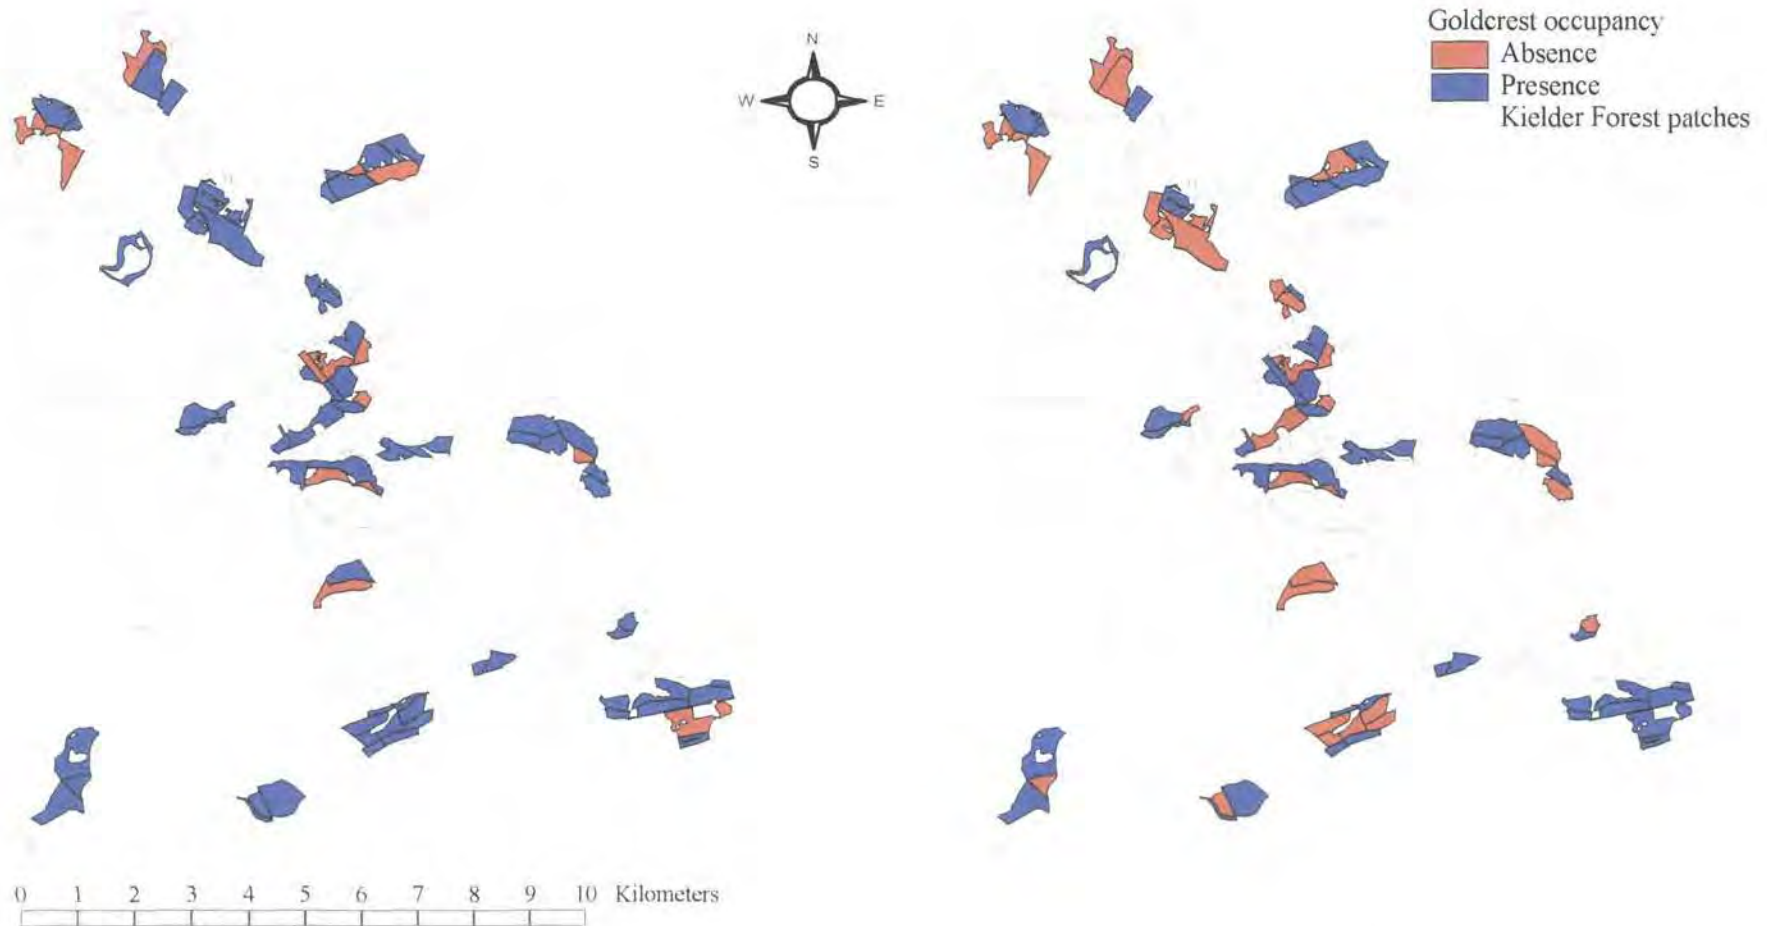 Goldcrest occupancy
Absence
Presence
Kielder Forest patches
N
W E
S
0 1 2 3 4 5 6 7 8 9 10 Kilometers